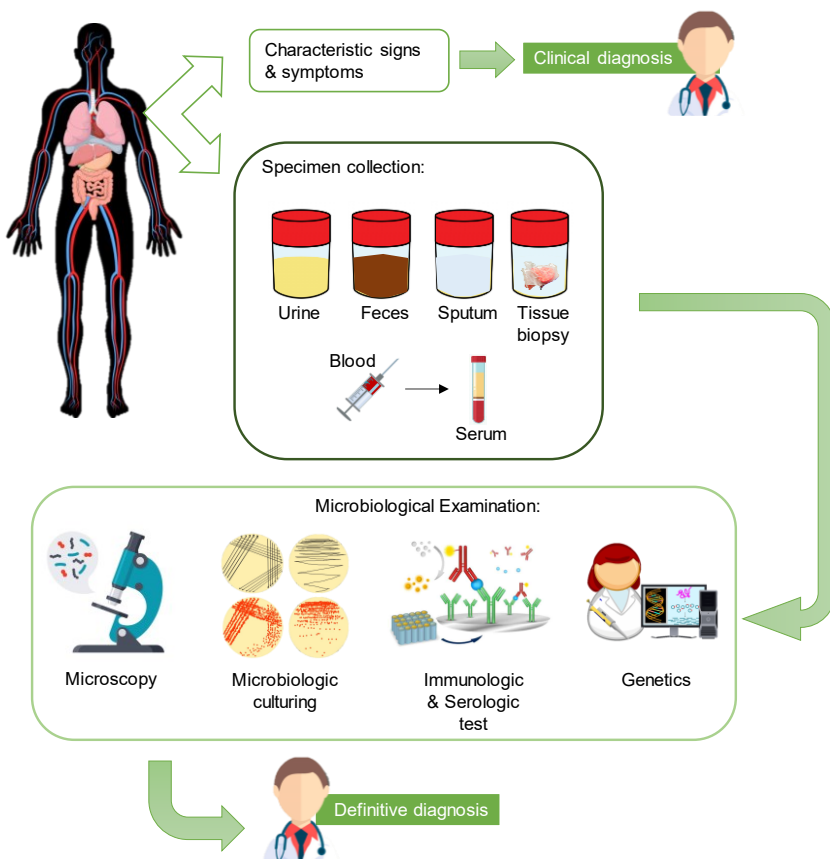 Characteristic signs
& symptoms
Clinical diagnosis
Specimen collection:
Urine
Feces
Sputum
Tissue
biopsy
Blood
Serum
Microbiological Examination:
Microscopy
Microbiologic
culturing
Immunologic
& Serologic
test
Genetics
Definitive diagnosis